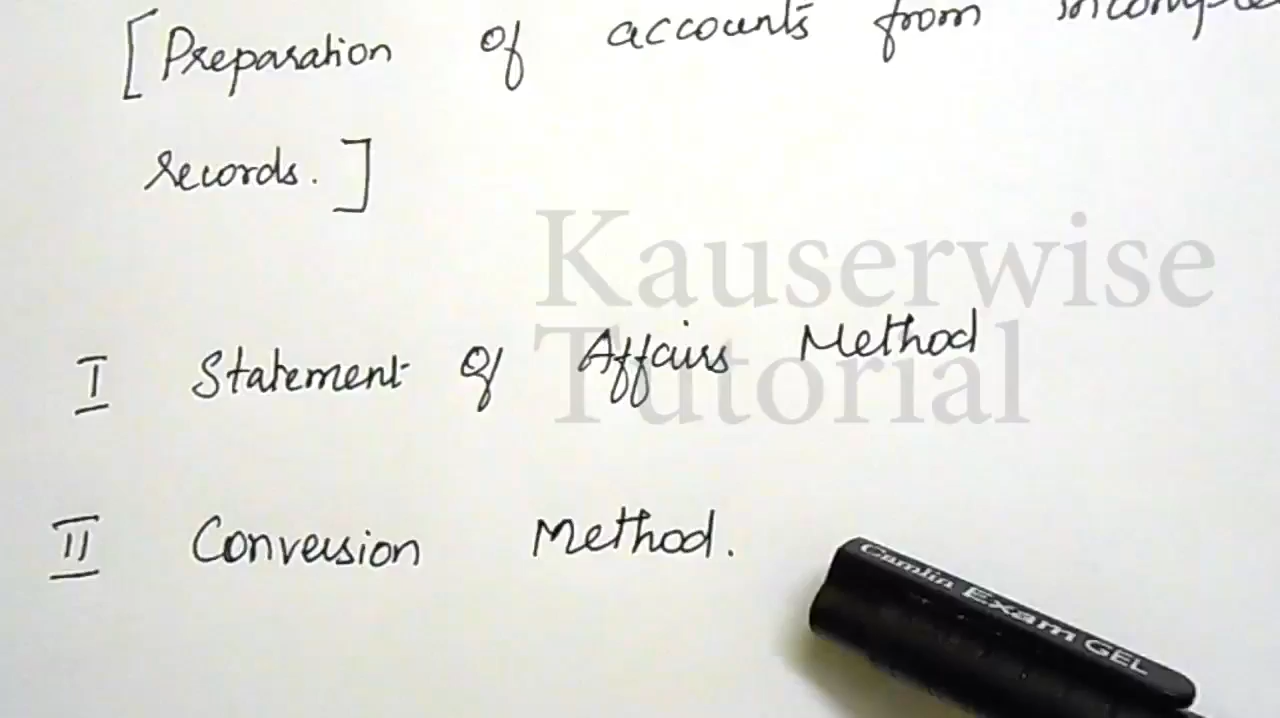 [Preparation of accounts from
records.]
Kauserwise
Tutorial
I Statement of Affairs Method
II Conversion Method.
Camlin Exam GEL